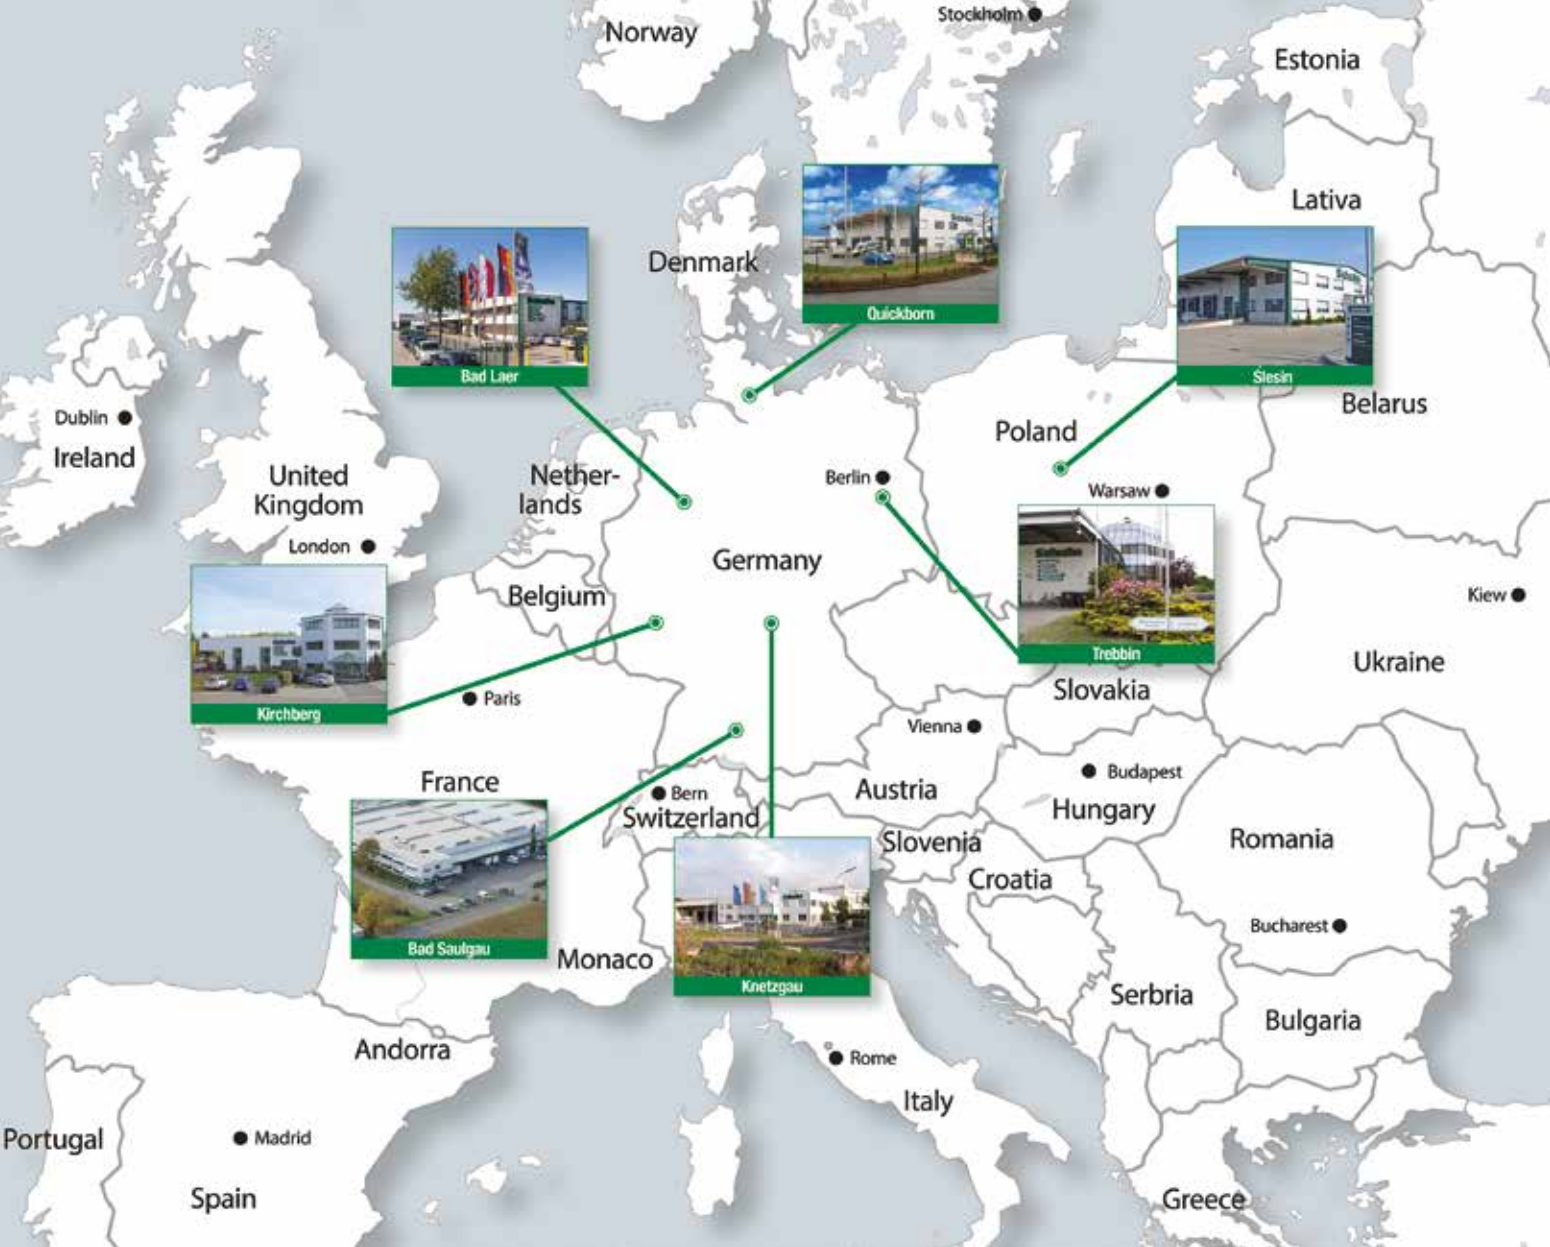 Norway
Stockholm
Estonia
Lativa
Denmark
Quickborn
Bad Laer
Slesin
Belarus
Dublin
Ireland
United
Kingdom
London
Nether-
lands
Berlin
Poland
Warsaw
Germany
Belgium
Kiew
Ukraine
Trebbin
Slovakia
Kirchberg
Paris
Vienna
Budapest
Hungary
France
Bern
Switzerland
Austria
Slovenia
Croatia
Romania
Bucharest
Bad Saulgau
Monaco
Knetzgau
Serbria
Bulgaria
Andorra
Rome
Italy
Portugal
Madrid
Spain
Greece